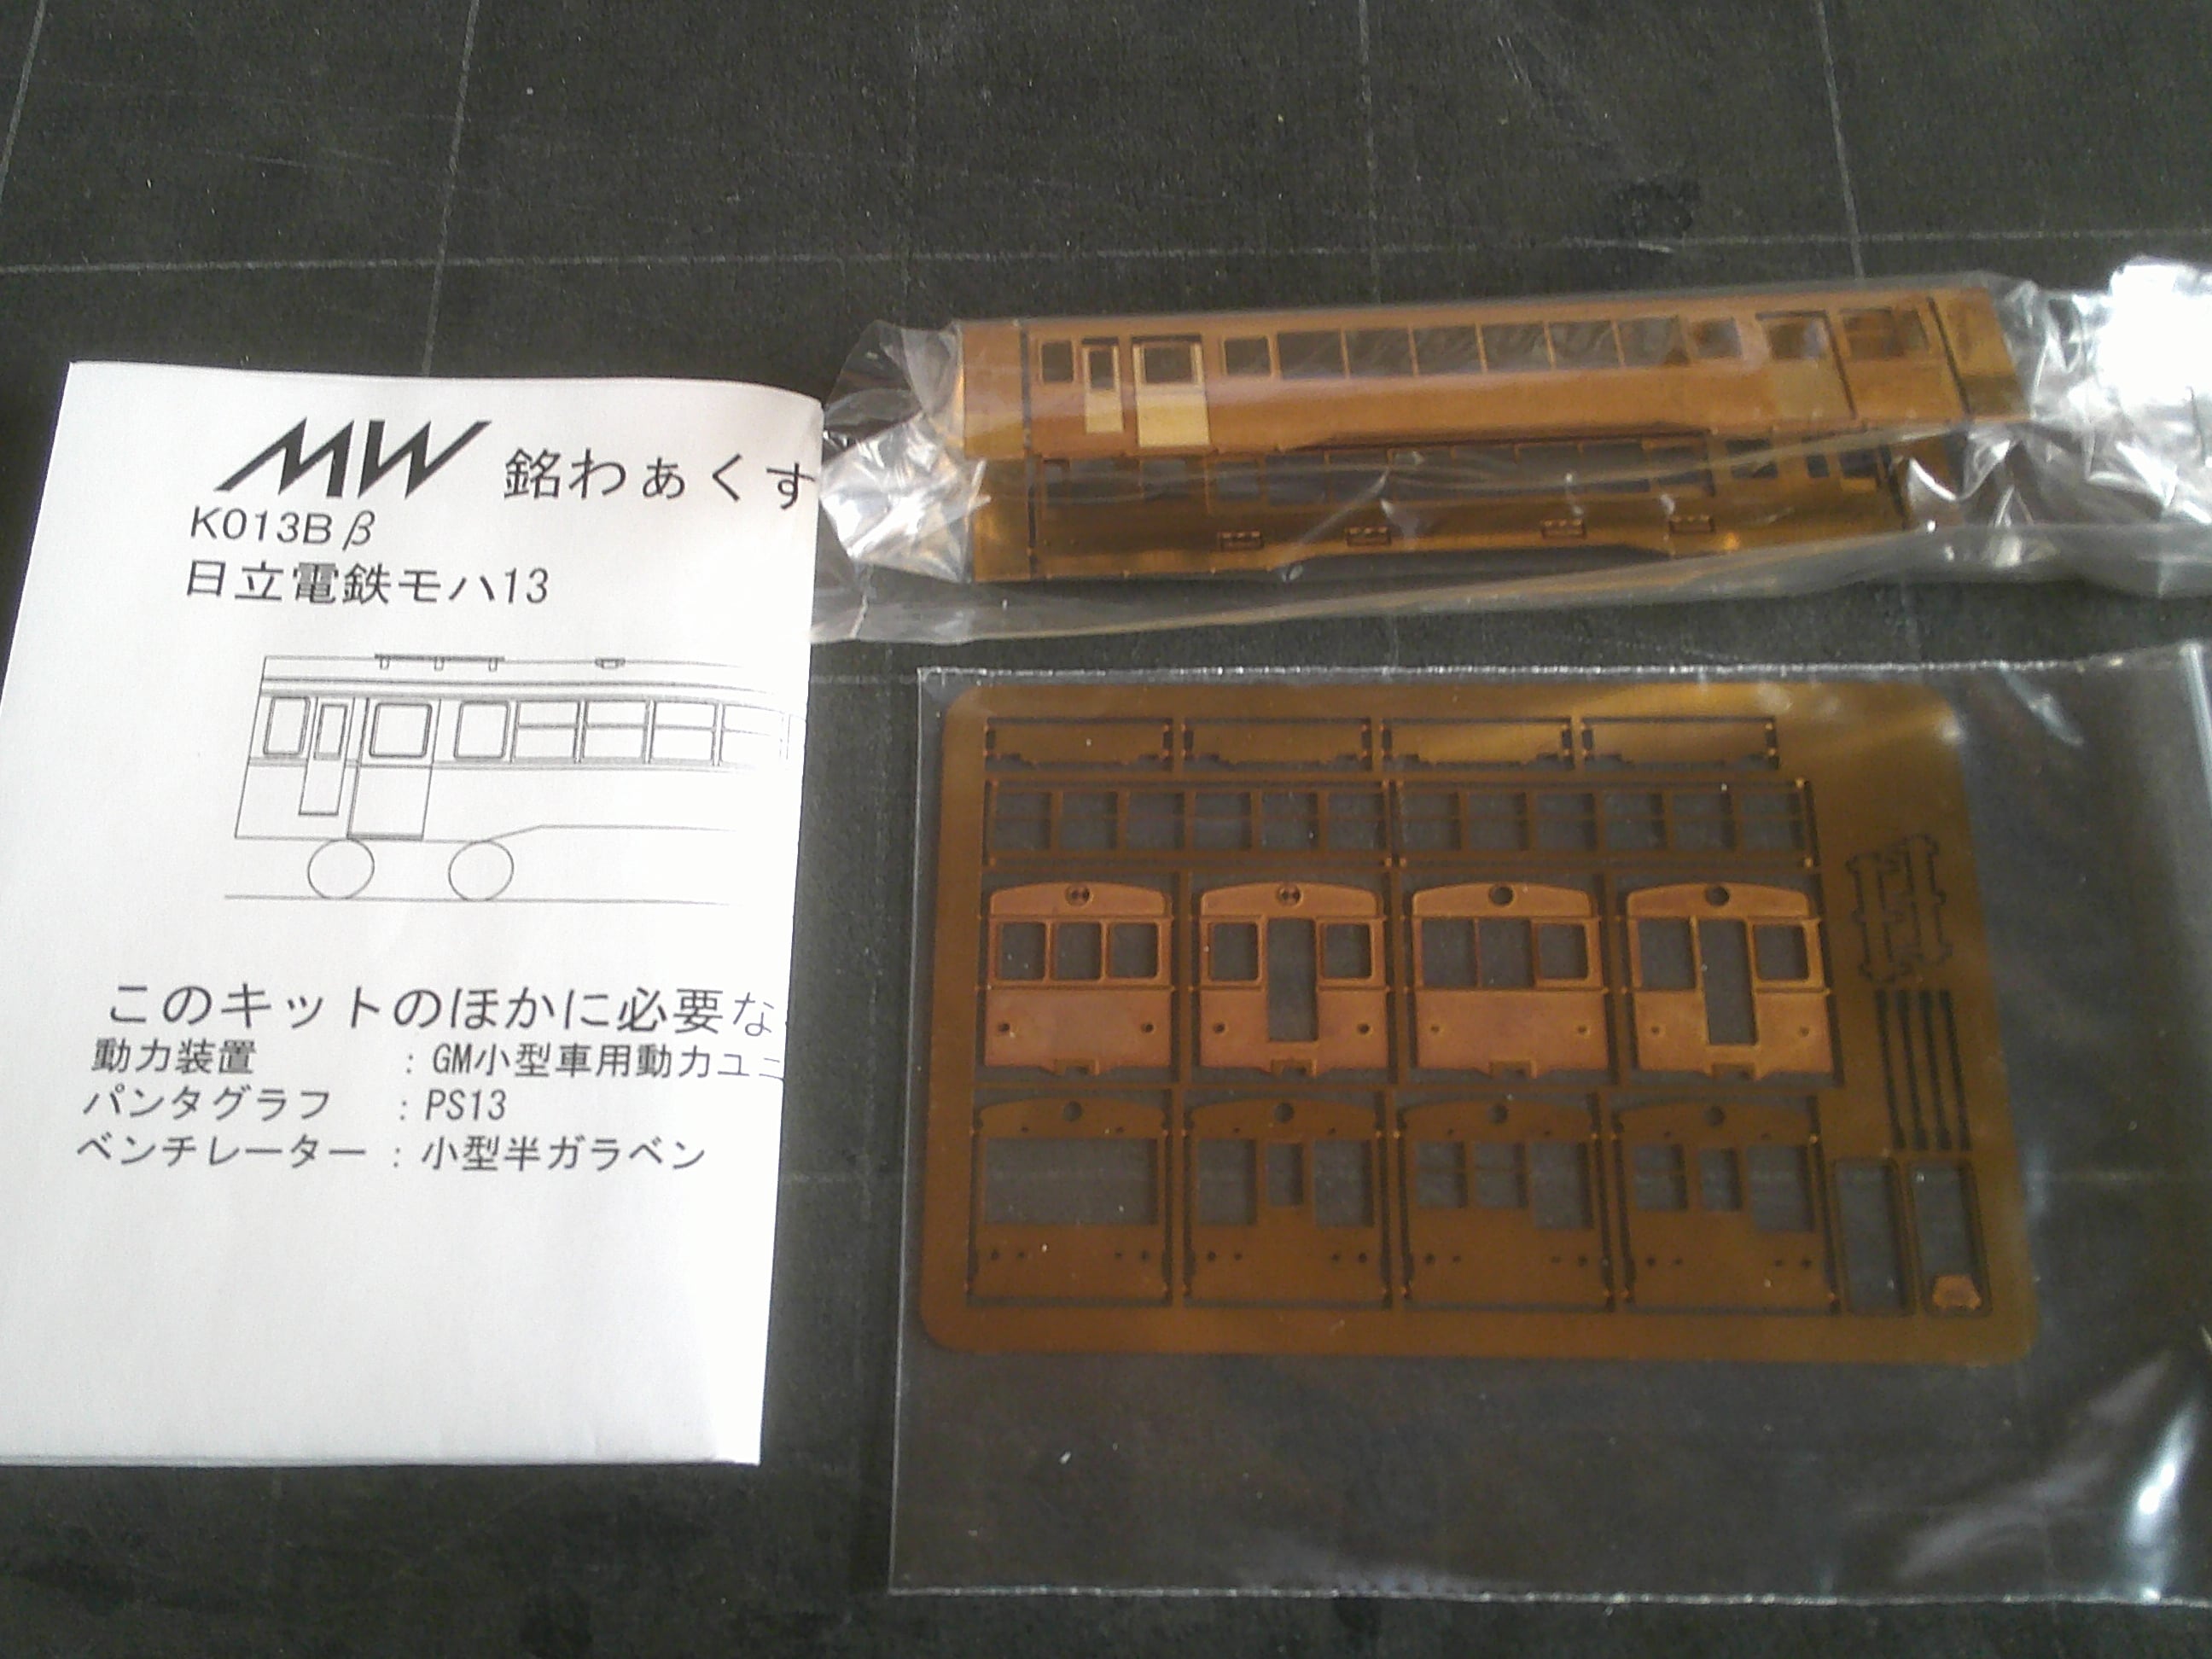 MW 銘わぁくす
K013Bβ
日立電鉄モハ13
このキットのほかに必要な
動力装置 : GM小型車用動力ユニ
パンタグラフ : PS13
ベンチレーター : 小型半ガラベン